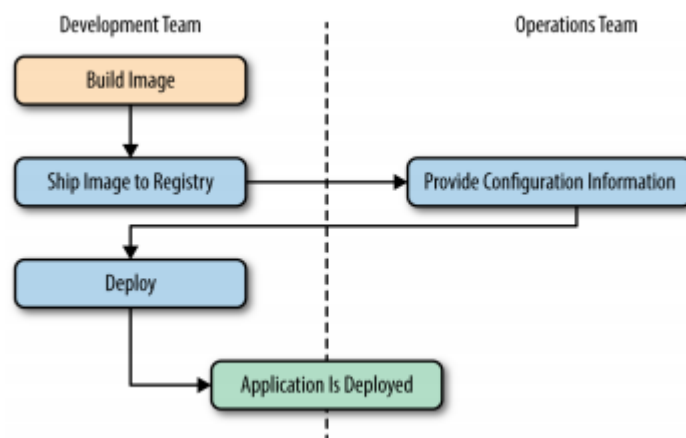 Development Team
Operations Team
Build Image
Ship Image to Registry
Provide Configuration Information
Deploy
Application Is Deployed